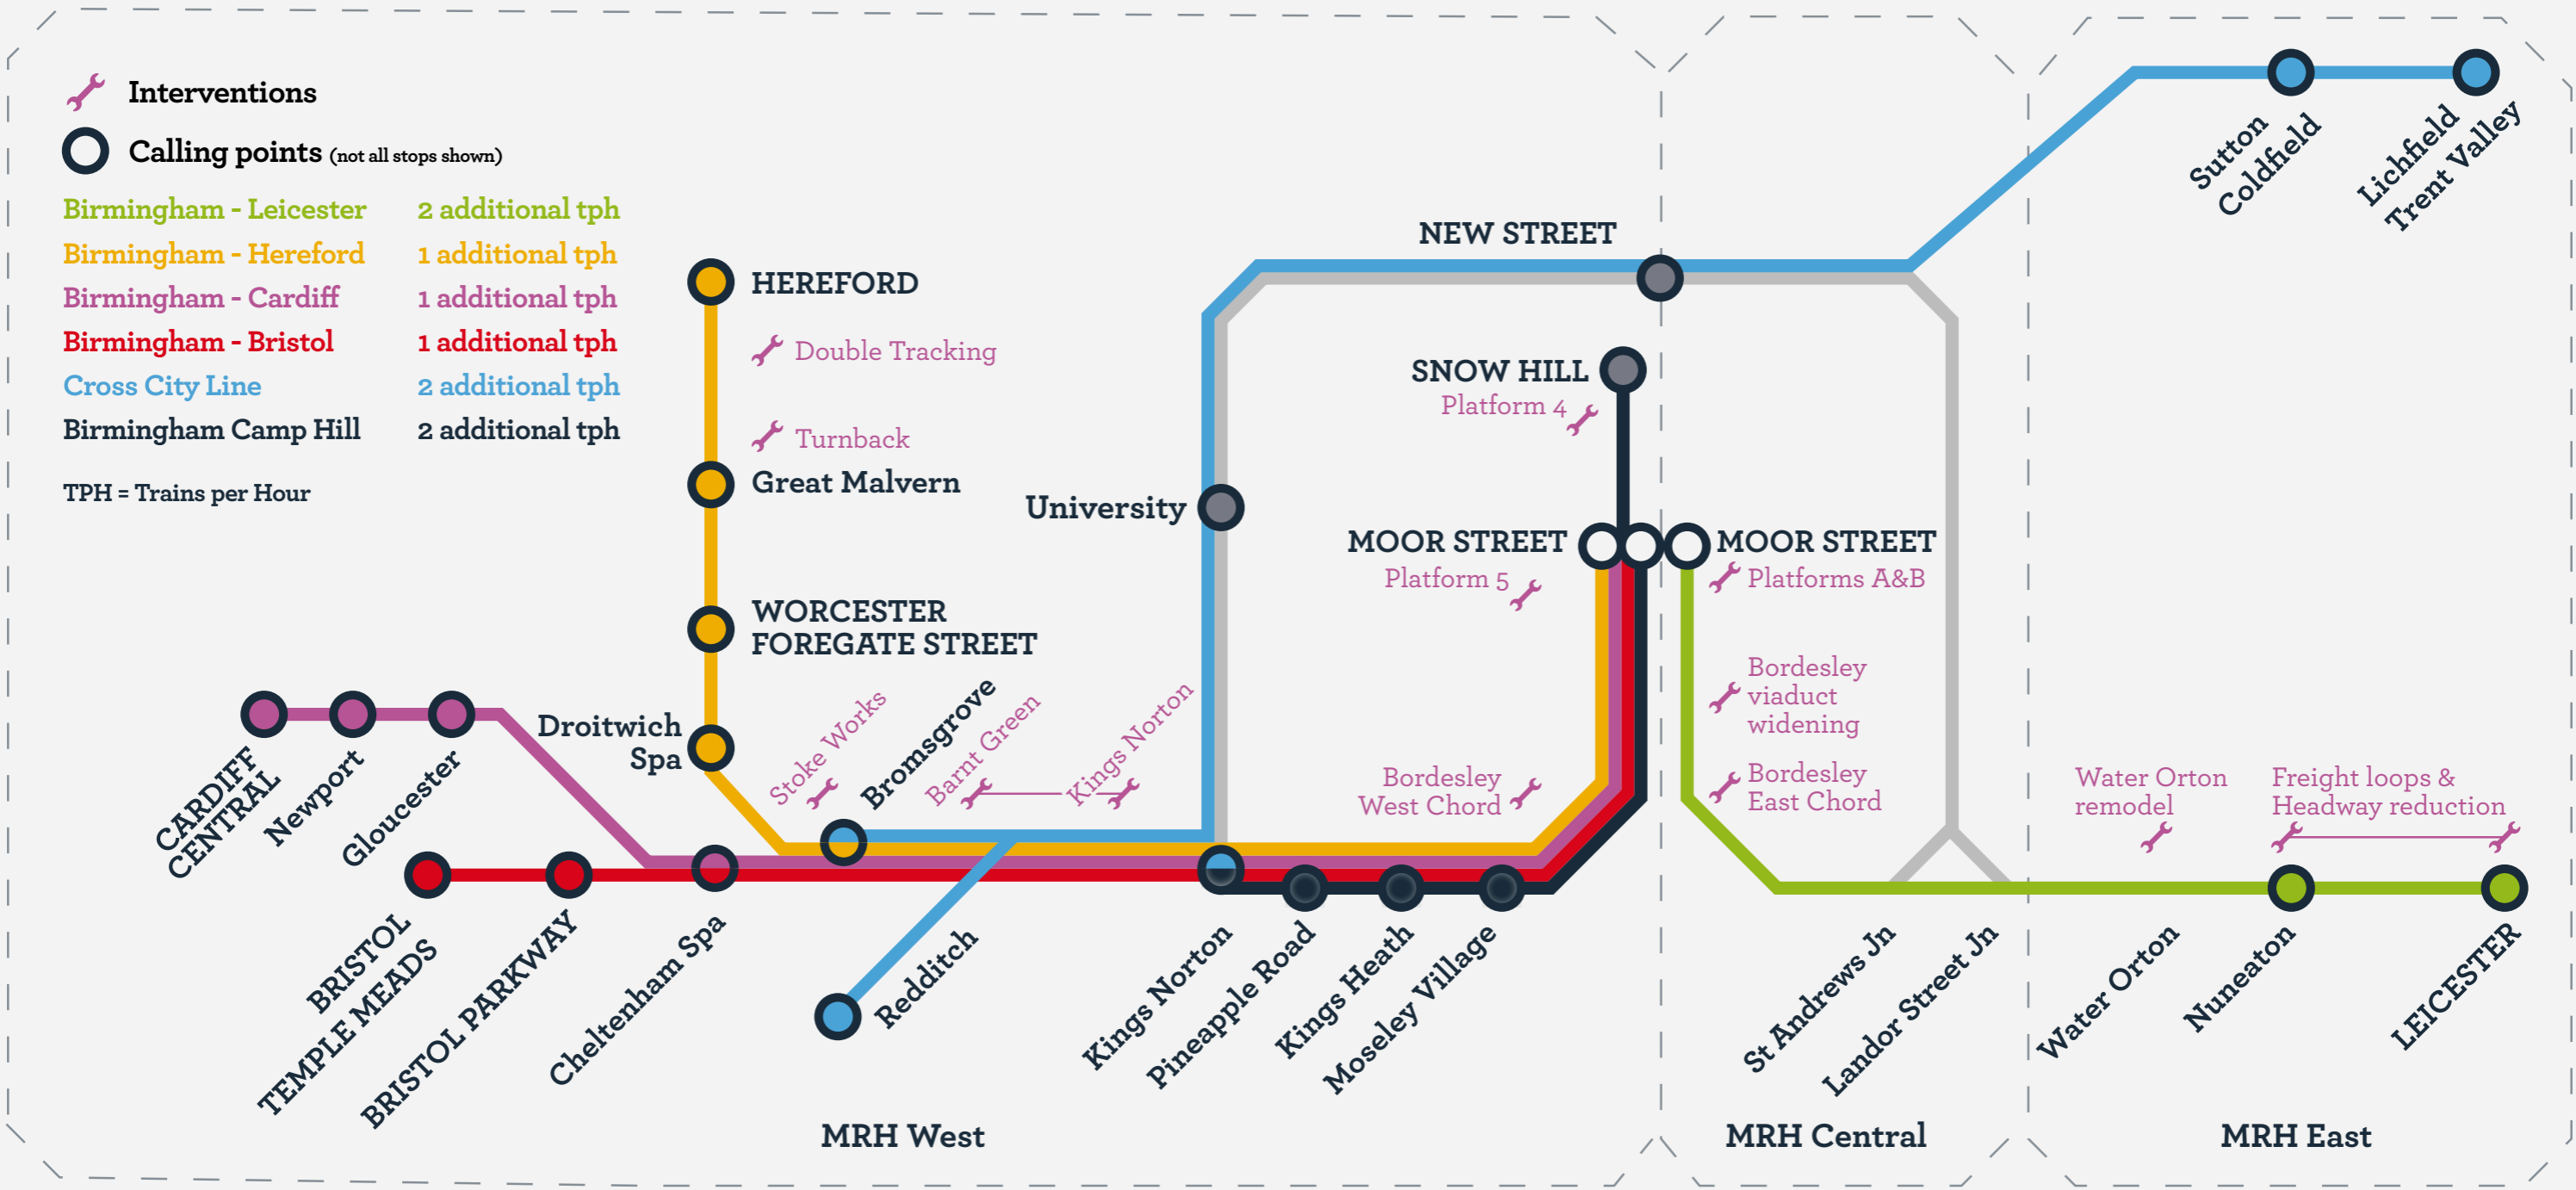 Interventions
Calling points (not all stops shown)
Birmingham - Leicester 2 additional tph
Birmingham - Hereford 1 additional tph
Birmingham - Cardiff 1 additional tph
Birmingham - Bristol 1 additional tph
Cross City Line 2 additional tph
Birmingham Camp Hill 2 additional tph
TPH = Trains per Hour
HEREFORD
Double Tracking
Turnback
Great Malvern
WORCESTER
FOREGATE STREET
Droitwich
Spa
Stoke Works
Bromsgrove
Barnt Green
Kings Norton
CARDIFF
CENTRAL
Newport
Gloucester
BRISTOL
TEMPLE MEADS
BRISTOL PARKWAY
Cheltenham Spa
Redditch
University
NEW STREET
SNOW HILL
Platform 4
MOOR STREET
Platform 5
Bordesley
West Chord
Kings Norton
Pineapple Road
Kings Heath
Moseley Village
MRH West
MOOR STREET
Platforms A&B
Bordesley
viaduct
widening
Bordesley
East Chord
St Andrews Jn
Landor Street Jn
MRH Central
Sutton
Coldfield
Lichfield
Trent Valley
Water Orton
remodel
Freight loops &
Headway reduction
Water Orton
Nuneaton
LEICESTER
MRH East